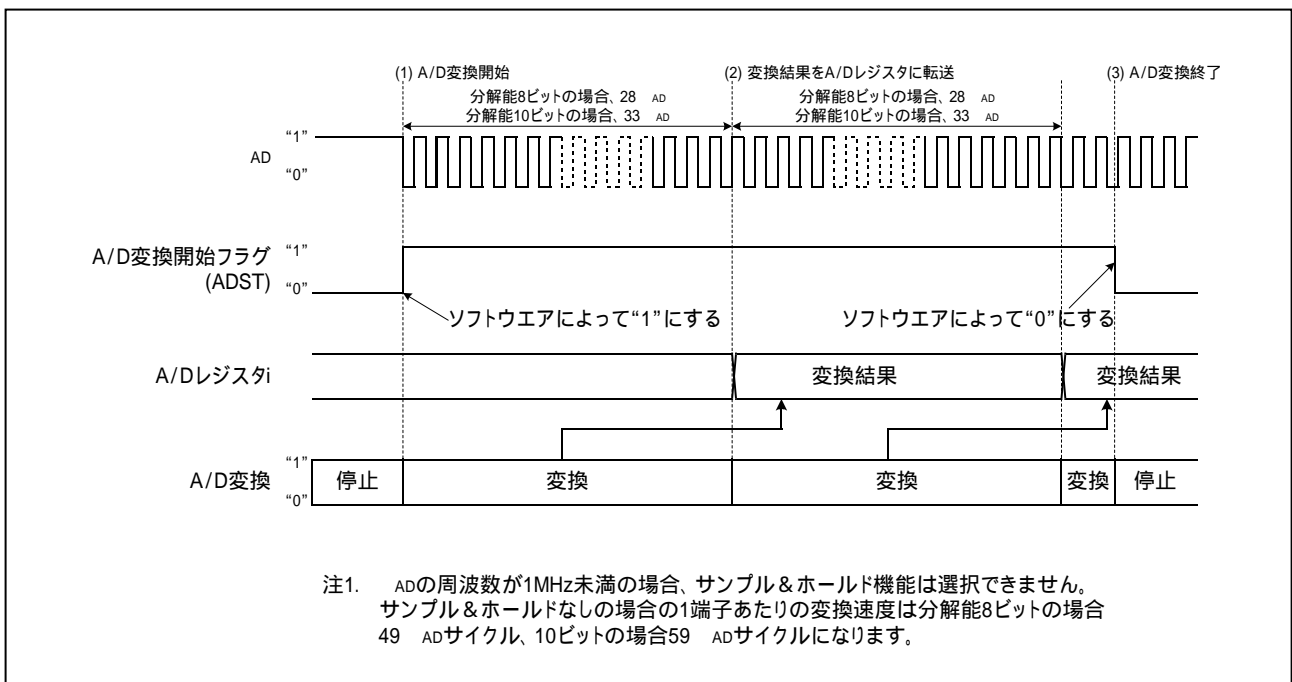 (1) A/D変換開始
(2) 変換結果をA/Dレジスタに転送
(3) A/D変換終了
分解能8ビットの場合、28 AD
分解能10ビットの場合、33 AD
分解能8ビットの場合、28 AD
分解能10ビットの場合、33 AD
AD
“1”
“0”
A/D変換開始フラグ
(ADST)
“1”
“0”
ソフトウエアによって“1”にする
ソフトウエアによって“0”にする
A/Dレジスタi
変換結果
変換結果
A/D変換
“1”
“0”
停止
変換
変換
変換
停止
注1. ADの周波数が1MHz未満の場合、サンプル＆ホールド機能は選択できません。
サンプル＆ホールドなしの場合の1端子あたりの変換速度は分解能8ビットの場合
49 ADサイクル、10ビットの場合59 ADサイクルになります。